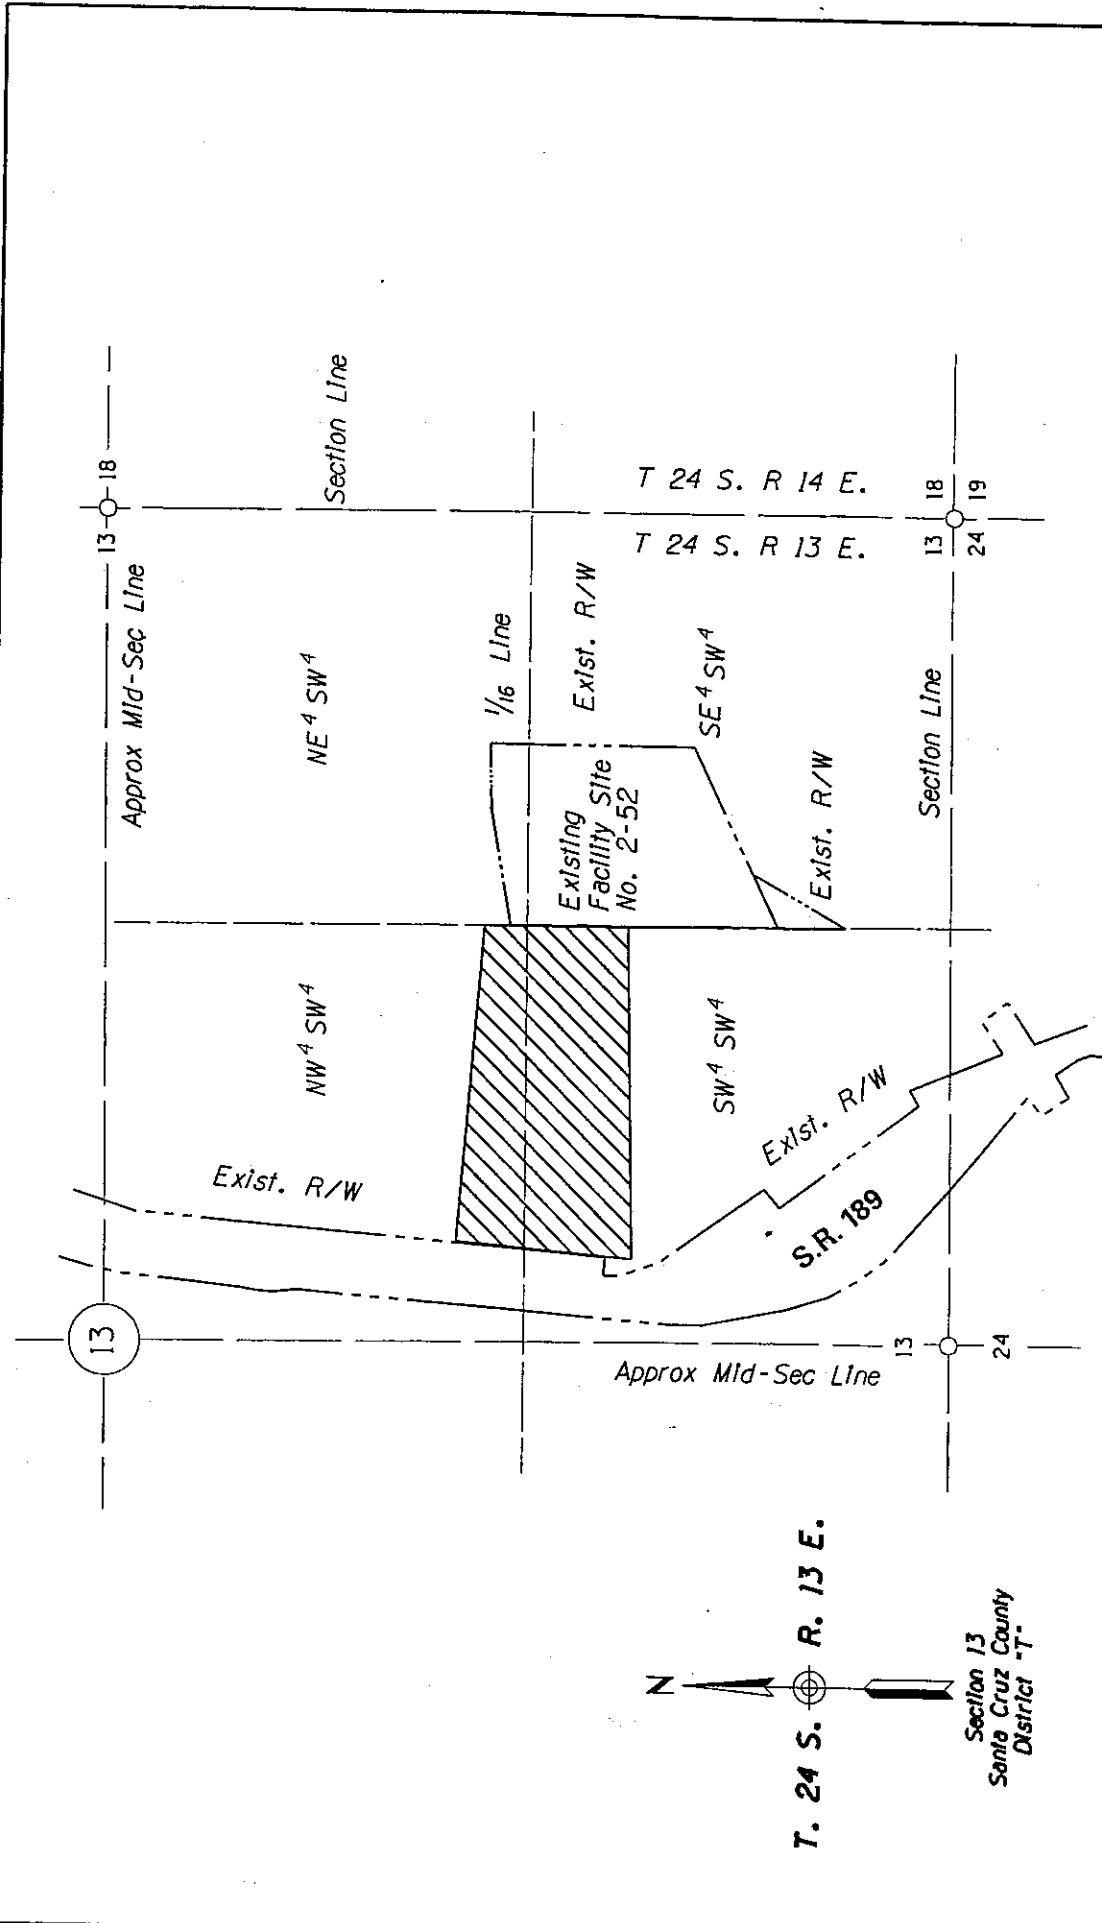 13
Approx Mid-Sec Line
13
18
Exist. R/W
NW⁴ SW⁴
NE⁴ SW⁴
Section Line
1/16 Line
Existing
Facility Site
No. 2-52
Exist. R/W
T 24 S. R 14 E.
T 24 S. R 13 E.
Approx Mid-Sec Line
SW⁴ SW⁴
SE⁴ SW⁴
Exist. R/W
S.R. 189
Exist. R/W
Section Line
13
24
13
18
24
19
N
T. 24 S. R. 13 E.
Section 13
Santa Cruz County
District "T"